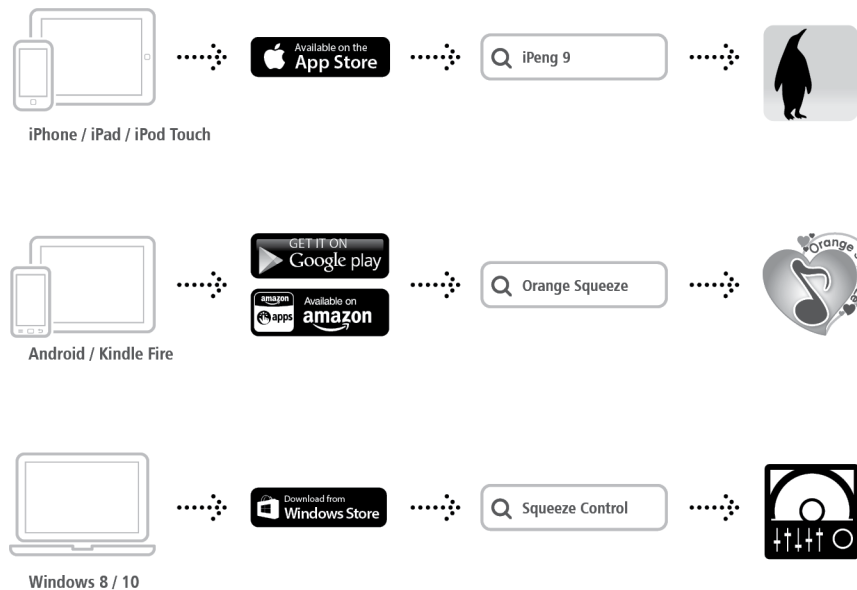 Available on the
App Store
iPeng 9
iPhone / iPad / iPod Touch
GET IT ON
Google play
amazon
apps
Available on
amazon
Orange Squeeze
Orange
Android / Kindle Fire
Download from
Windows Store
Squeeze Control
Windows 8 / 10